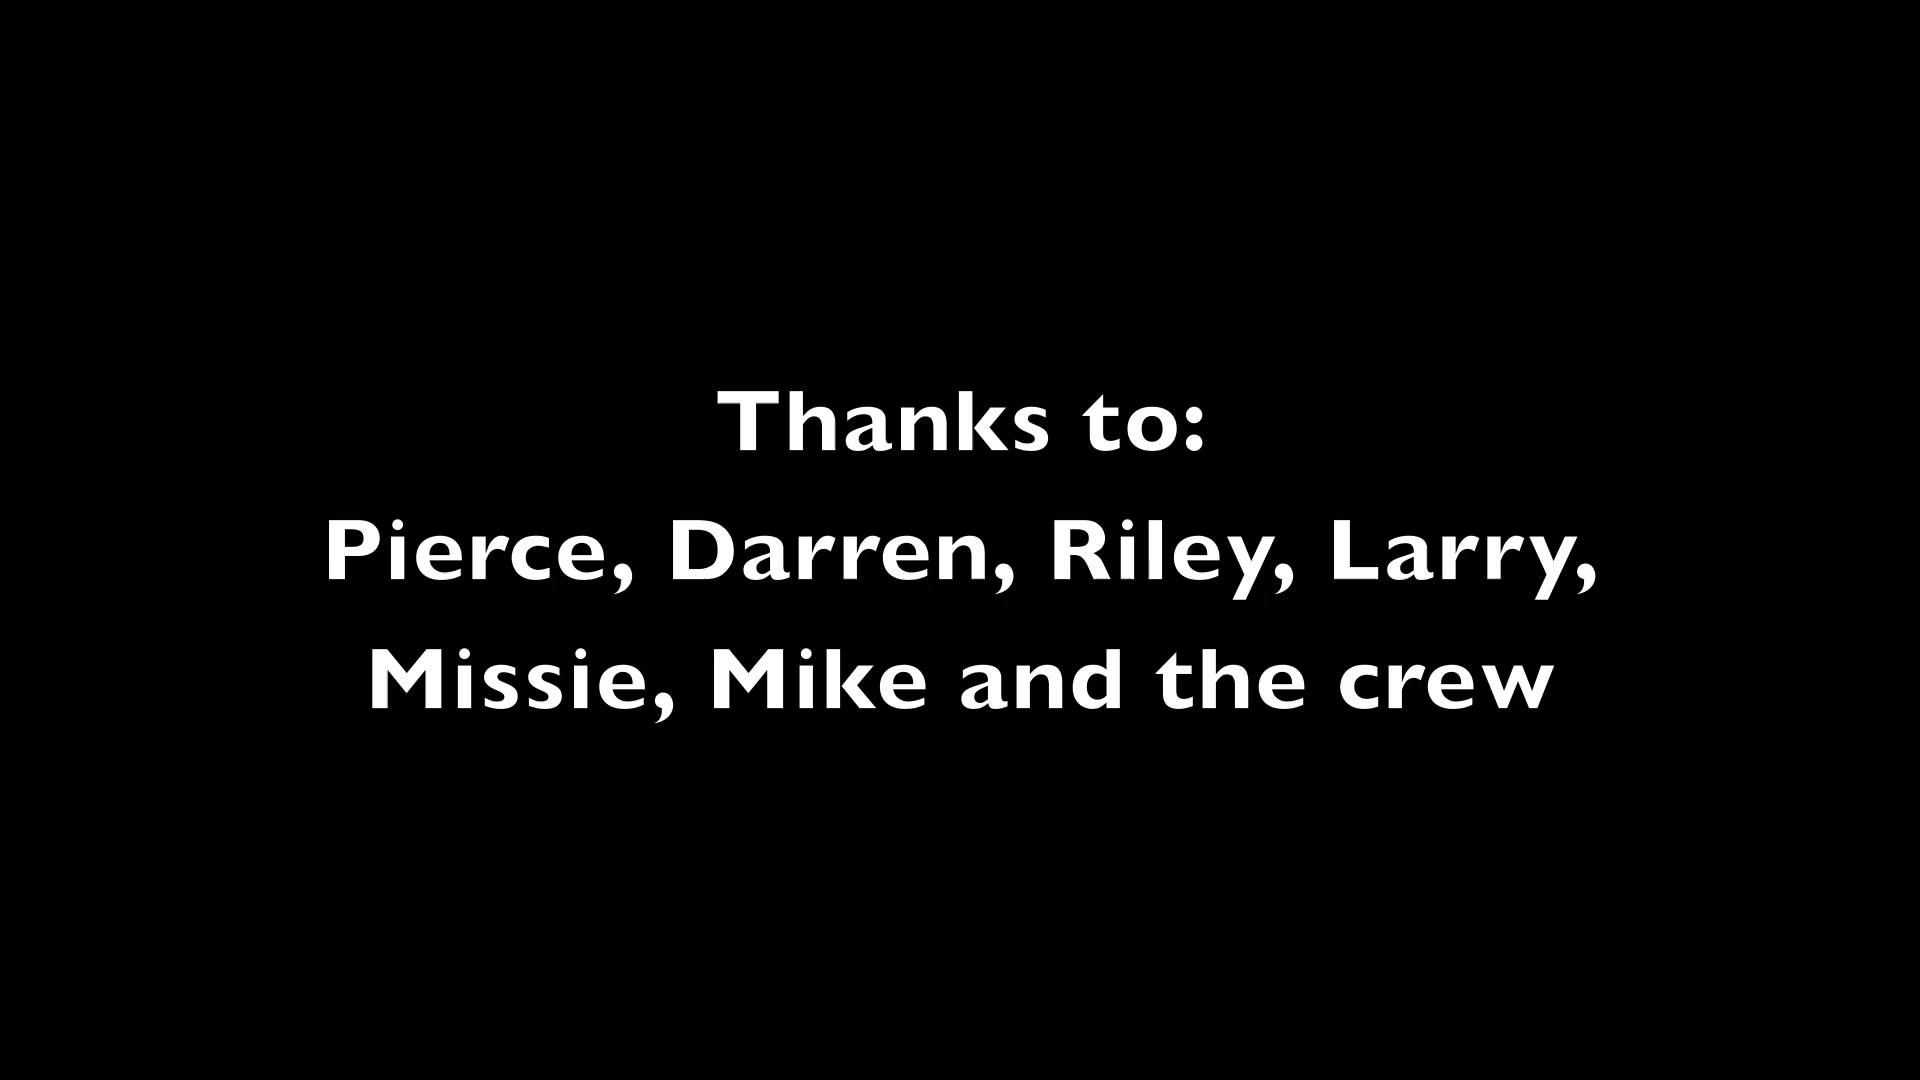 Thanks to:
Pierce, Darren, Riley, Larry,
Missie, Mike and the crew